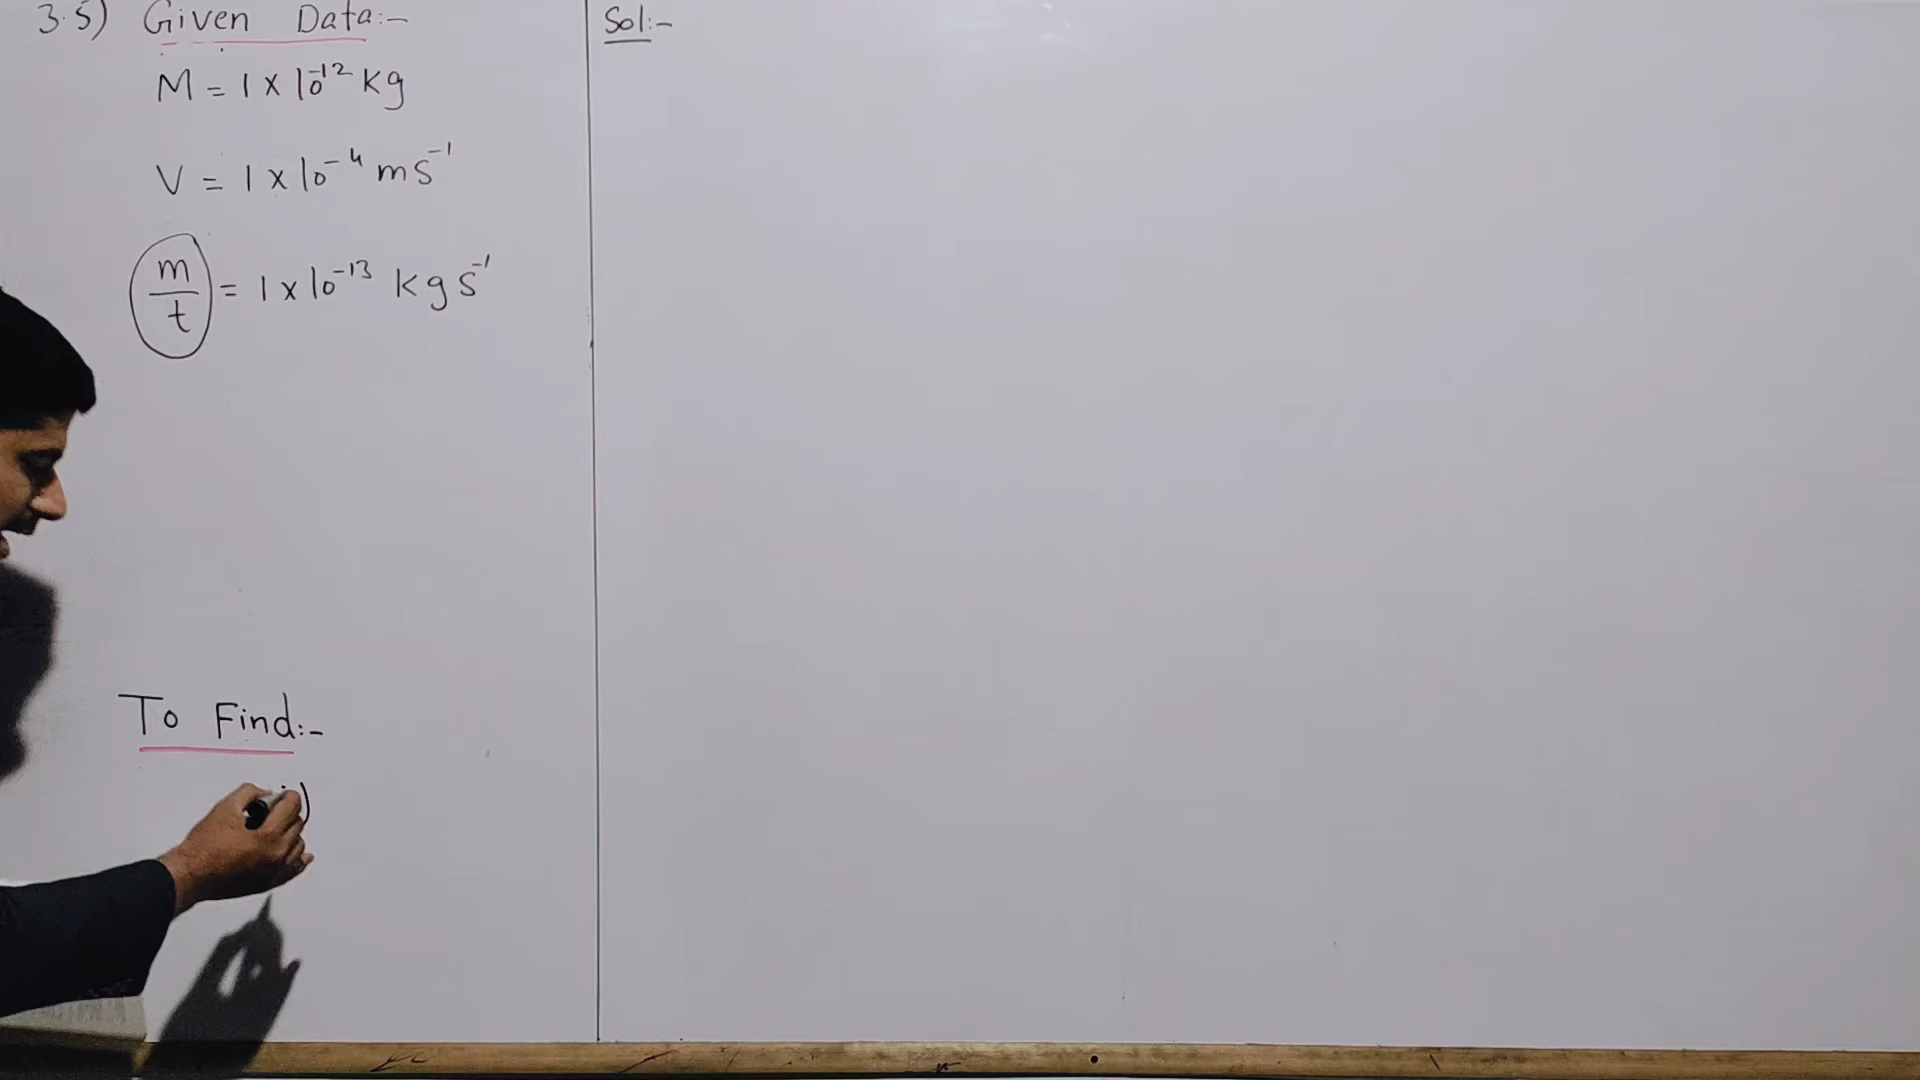 3.5) Given Data:-
M = 1 × 10⁻¹² kg
V = 1 × 10⁻⁴ ms⁻¹
m/t = 1 × 10⁻¹³ kgs⁻¹
To Find:-
i)
Sol:-